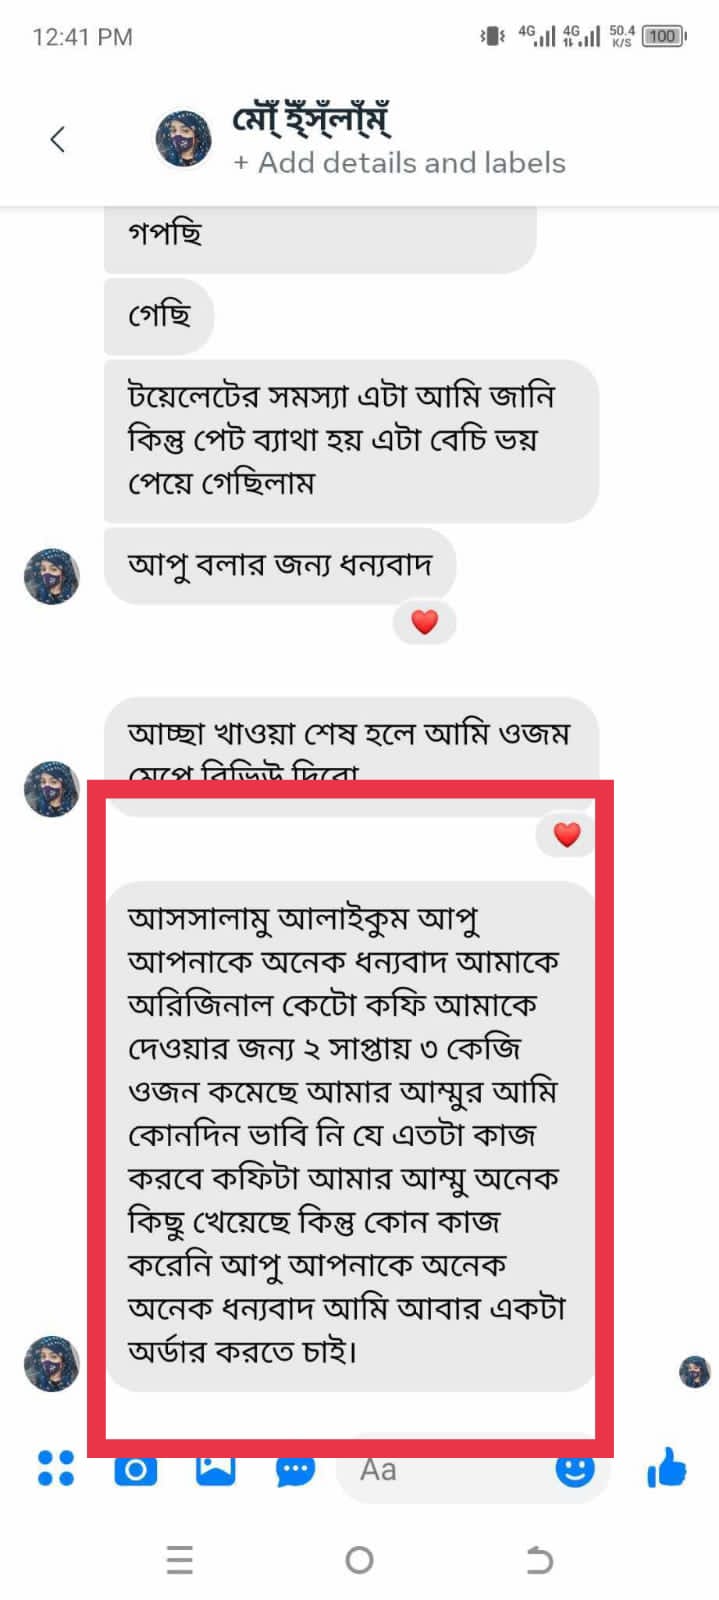 12:41 PM
4G 4G 50.4 K/S 100
মৌঁ ইঁস্লাঁম্
+ Add details and labels
গপছি
গেছি
টয়েলেটের সমস্যা এটা আমি জানি
কিন্তু পেট ব্যাথা হয় এটা বেচি ভয়
পেয়ে গেছিলাম
আপু বলার জন্য ধন্যবাদ
আচ্ছা খাওয়া শেষ হলে আমি ওজম
মেপে রিভিউ দিবো
আসসালামু আলাইকুম আপু
আপনাকে অনেক ধন্যবাদ আমাকে
অরিজিনাল কেটো কফি আমাকে
দেওয়ার জন্য ২ সাপ্তায় ৩ কেজি
ওজন কমেছে আমার আম্মুর আমি
কোনদিন ভাবি নি যে এতটা কাজ
করবে কফিটা আমার আম্মু অনেক
কিছু খেয়েছে কিন্তু কোন কাজ
করেনি আপু আপনাকে অনেক
অনেক ধন্যবাদ আমি আবার একটা
অর্ডার করতে চাই।
Aa